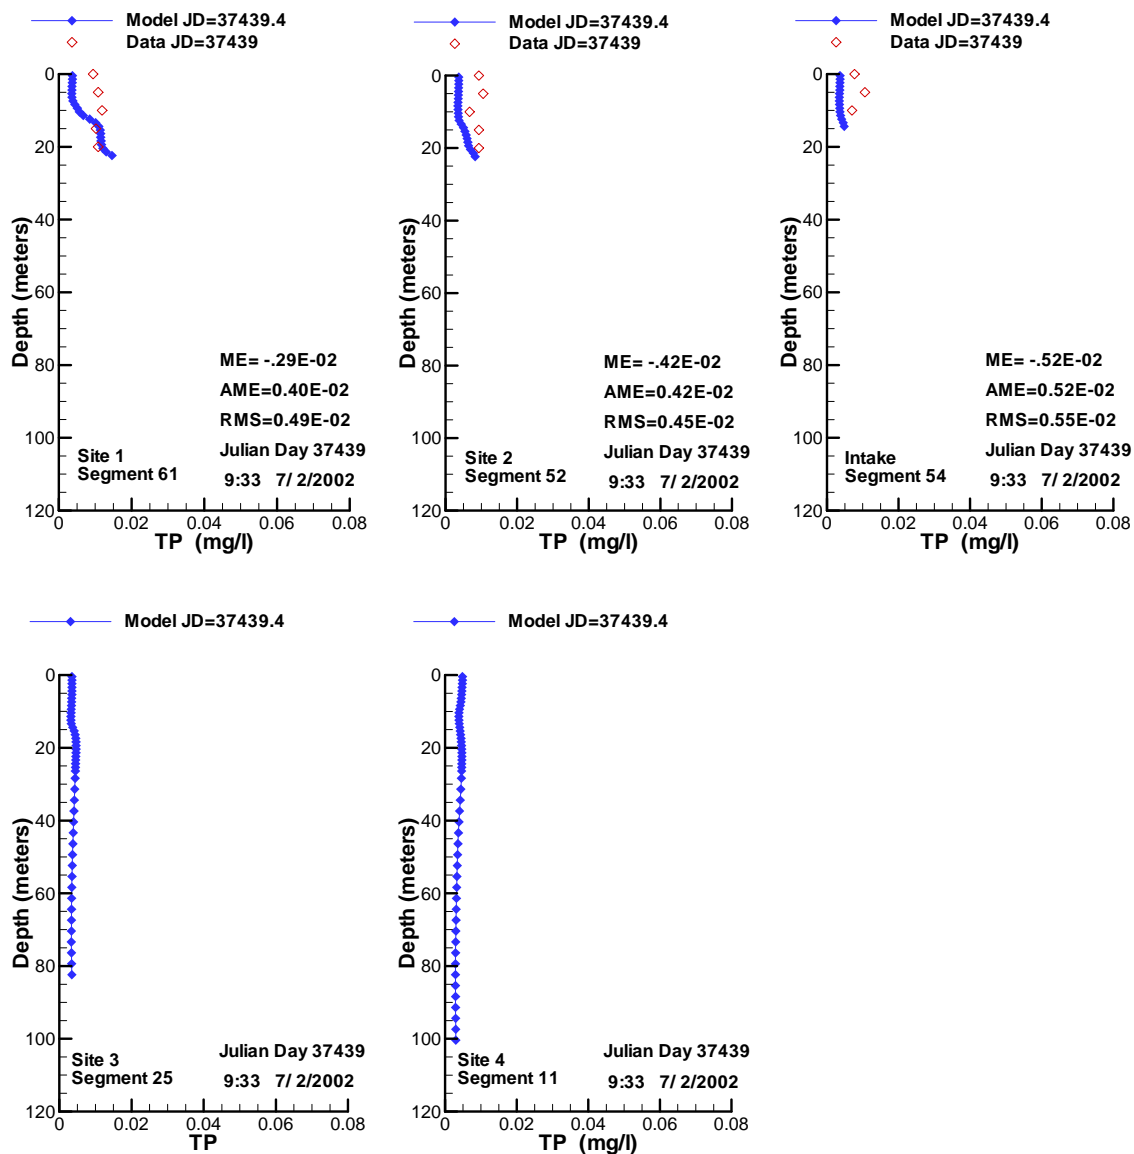 Model JD=37439.4
Data JD=37439
0
20
40
60
80
100
120
Depth (meters)
ME= -.29E-02
AME=0.40E-02
RMS=0.49E-02
Julian Day 37439
9:33 7/ 2/2002
Site 1
Segment 61
0 0.02 0.04 0.06 0.08
TP (mg/l)
Model JD=37439.4
Data JD=37439
0
20
40
60
80
100
120
Depth (meters)
ME= -.42E-02
AME=0.42E-02
RMS=0.45E-02
Julian Day 37439
9:33 7/ 2/2002
Site 2
Segment 52
0 0.02 0.04 0.06 0.08
TP (mg/l)
Model JD=37439.4
Data JD=37439
0
20
40
60
80
100
120
Depth (meters)
ME= -.52E-02
AME=0.52E-02
RMS=0.55E-02
Julian Day 37439
9:33 7/ 2/2002
Intake
Segment 54
0 0.02 0.04 0.06 0.08
TP (mg/l)
Model JD=37439.4
0
20
40
60
80
100
120
Depth (meters)
Julian Day 37439
9:33 7/ 2/2002
Site 3
Segment 25
0 0.02 0.04 0.06 0.08
TP
Model JD=37439.4
0
20
40
60
80
100
120
Depth (meters)
Julian Day 37439
9:33 7/ 2/2002
Site 4
Segment 11
0 0.02 0.04 0.06 0.08
TP (mg/l)